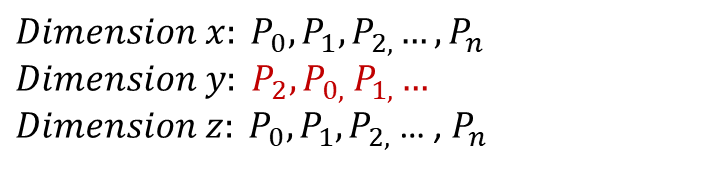 Dimension x: P₀, P₁, P₂, … , Pₙ
Dimension y: P₂, P₀, P₁, …
Dimension z: P₀, P₁, P₂, … , Pₙ